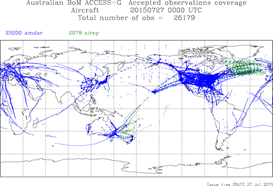 Australian BoM ACCESS-G Accepted observations coverage
Aircraft 20150727 0000 UTC
Total number of obs = 26179
23200 amdar 2979 airep